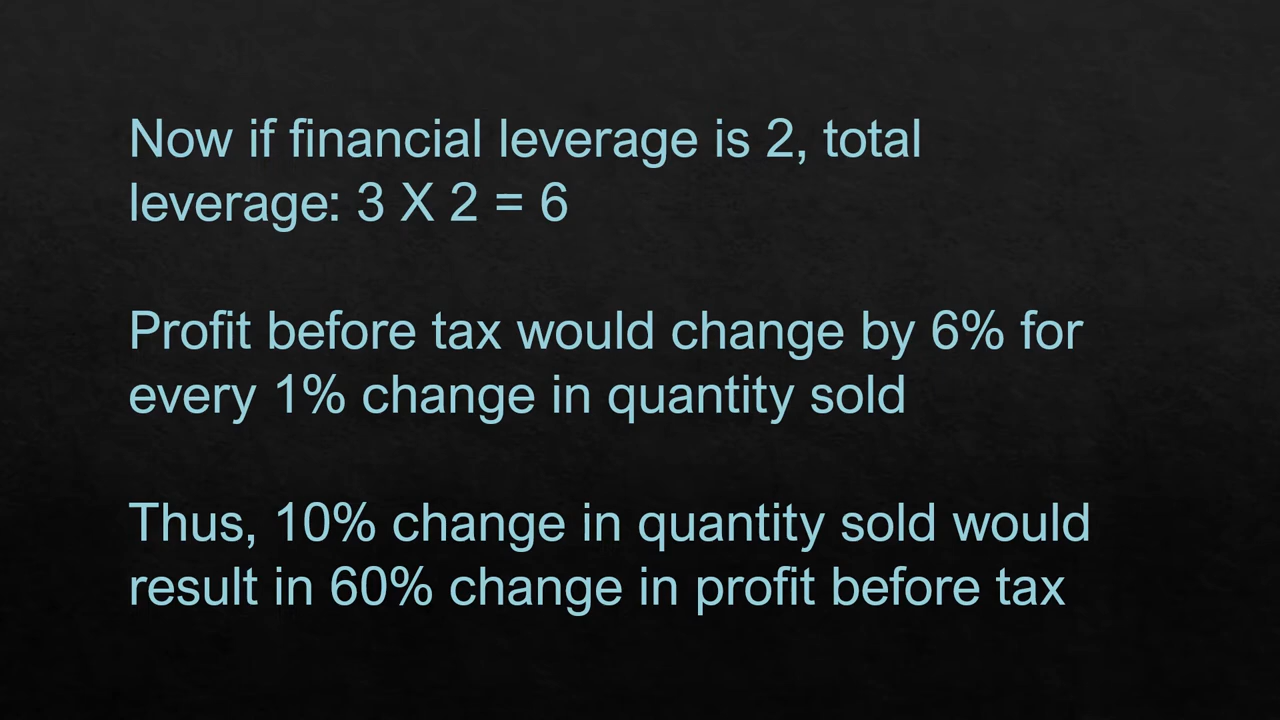 Now if financial leverage is 2, total
leverage: 3 X 2 = 6
Profit before tax would change by 6% for
every 1% change in quantity sold
Thus, 10% change in quantity sold would
result in 60% change in profit before tax